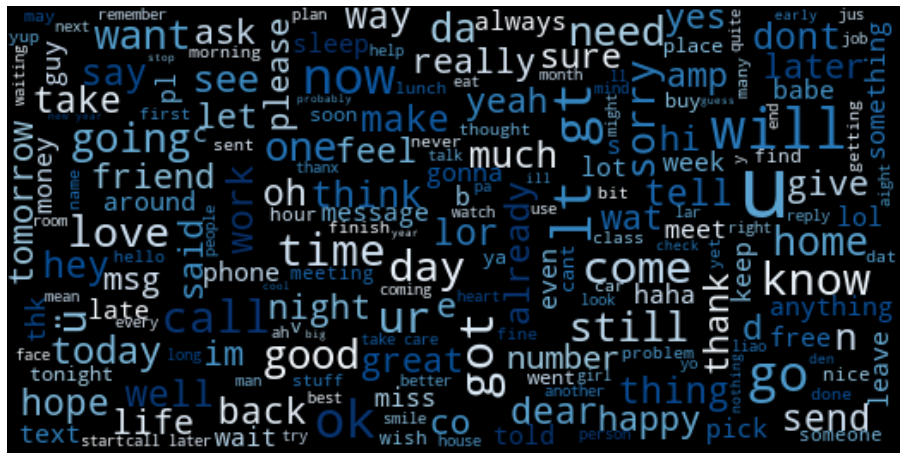 may
remember
plan
way
da
always
need
yes
quite
early
jus
yup
next
want
ask
please
sleep
help
really
sure
place
dont
job
something
waiting
guy
morning
stop
say
see
pl
now
lunch
eat
month
ll
mind
sorry
amp
many
later
take
probably
yeah
soon
might
buy
guess
babe
new year
first
let
make
thought
lt gt
hi
will
end
getting
tomorrow
money
going
c
sent
one
feel
never
much
s
lot
week
y
find
u
give
aight
name
friend
thanx
talk
gonna
ill
bit
tell
room
around
work
oh
think
b
pa
already
use
wat
lar
meet
right
reply
lol
love
said
people
hour
message
watch
finish
year
lor
class
yet
home
dat
hey
hello
time
ya
even
cant
check
keep
thk
mean
msg
phone
meeting
day
come
car
haha
thank
know
ü
late
every
call
cool
night
coming
ur
e
heart
got
look
still
d
anything
free
n
today
long
im
ah
v
big
good
take care
fine
great
number
problem
yo
liao
den
go
nice
leave
face
tonight
well
man
stuff
better
went
girl
another
thing
nothing
done
hope
life
back
best
ok
miss
smile
co
dear
happy
pick
send
text
startcall later
wait
try
wish
house
told
person
someone